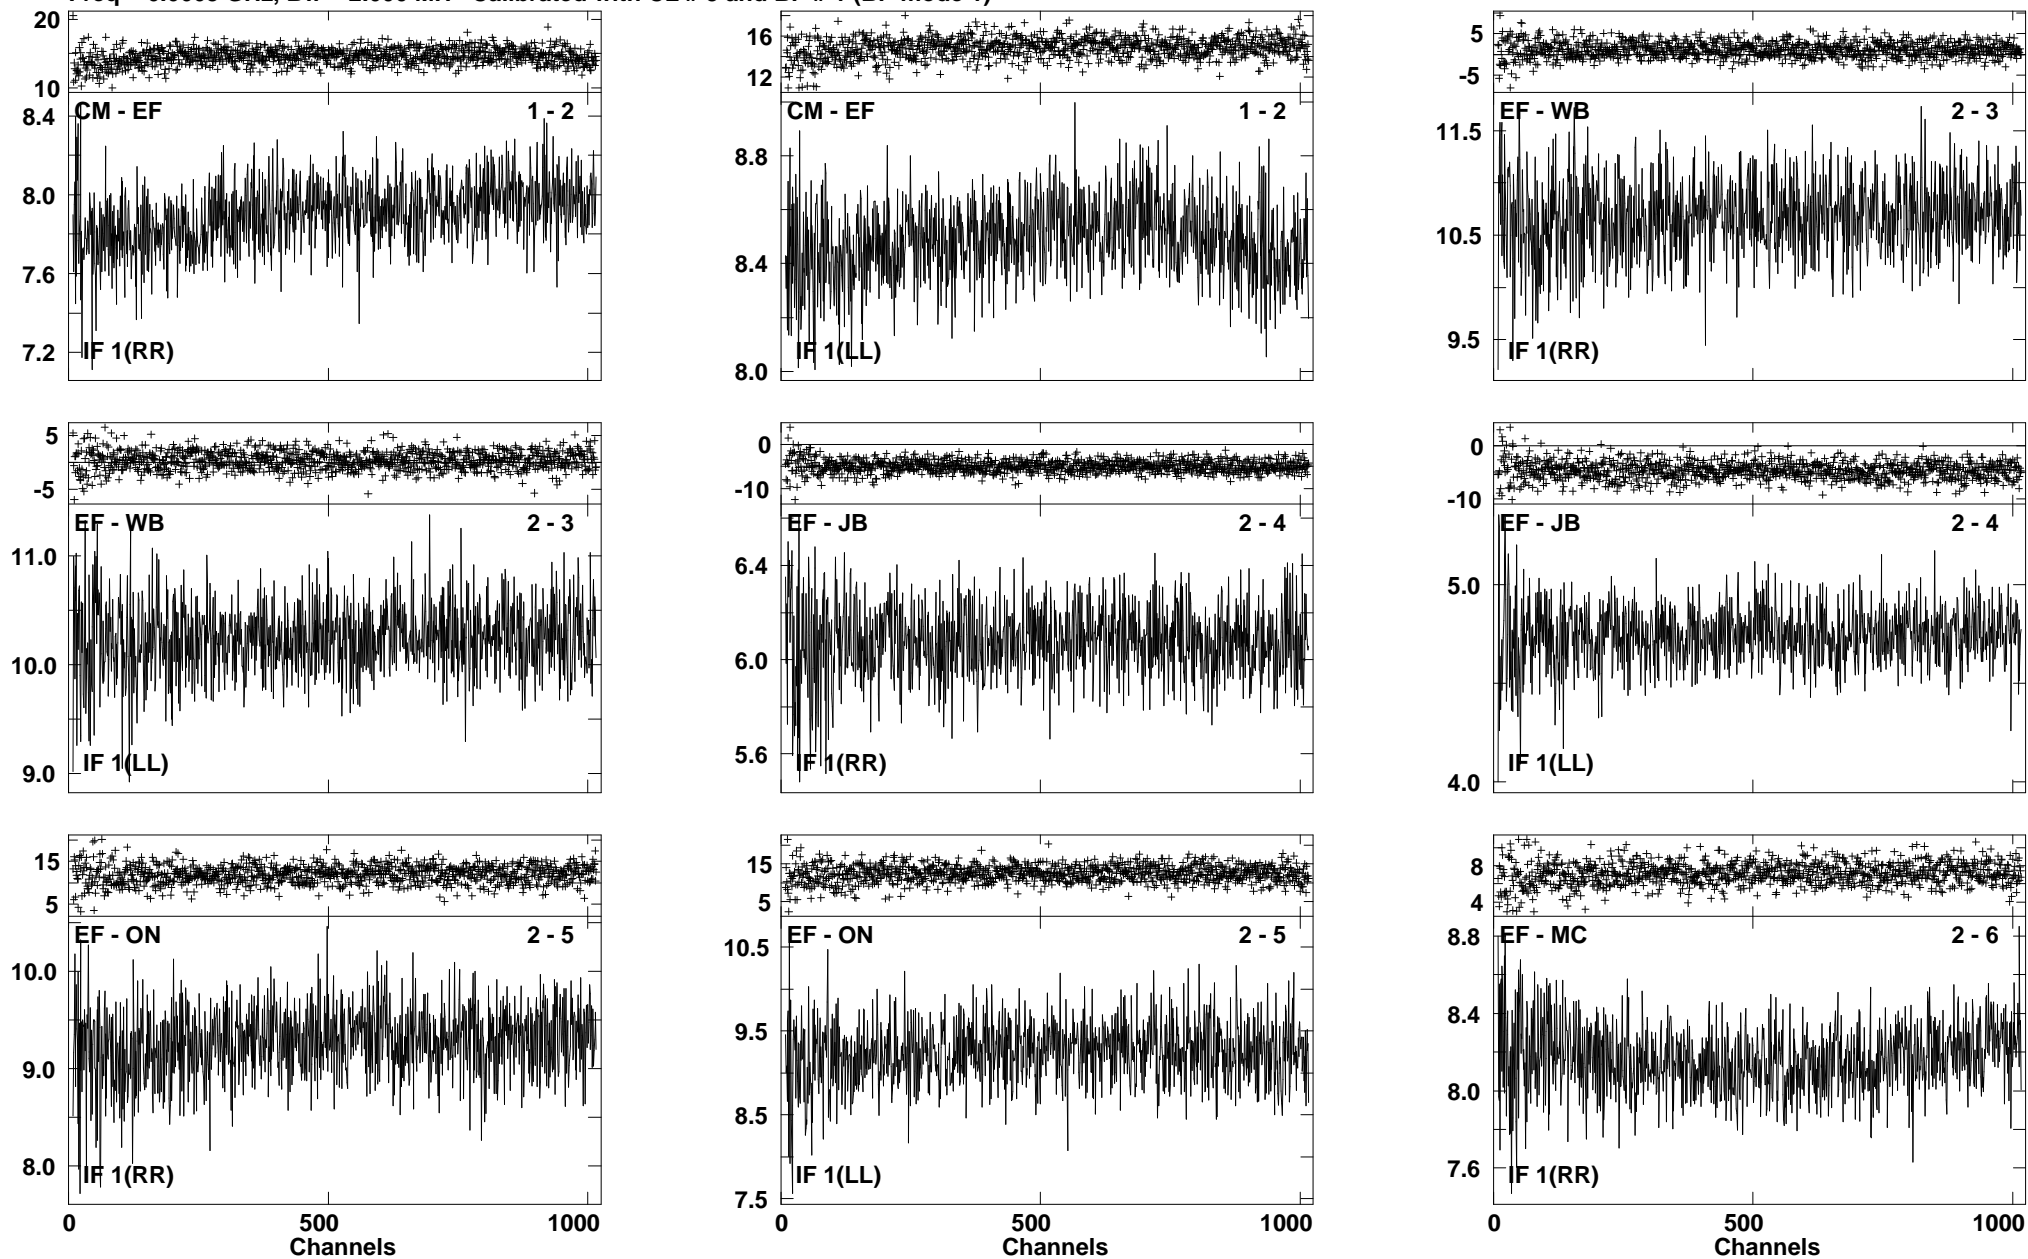 20
10
CM - EF 1 - 2
8.4
8.0
7.6
7.2
IF 1(RR)
16
12
CM - EF 1 - 2
8.8
8.4
8.0
IF 1(LL)
5
-5
EF - WB 2 - 3
11.5
10.5
9.5
IF 1(RR)
5
-5
EF - WB 2 - 3
11.0
10.0
9.0
IF 1(LL)
0
-10
EF - JB 2 - 4
6.4
6.0
5.6
IF 1(RR)
0
-10
EF - JB 2 - 4
5.0
4.0
IF 1(LL)
15
5
EF - ON 2 - 5
10.0
9.0
8.0
IF 1(RR)
0 500 1000
Channels
15
5
EF - ON 2 - 5
10.5
9.5
8.5
7.5
IF 1(LL)
0 500 1000
Channels
8
4
EF - MC 2 - 6
8.8
8.4
8.0
7.6
IF 1(RR)
0 500 1000
Channels